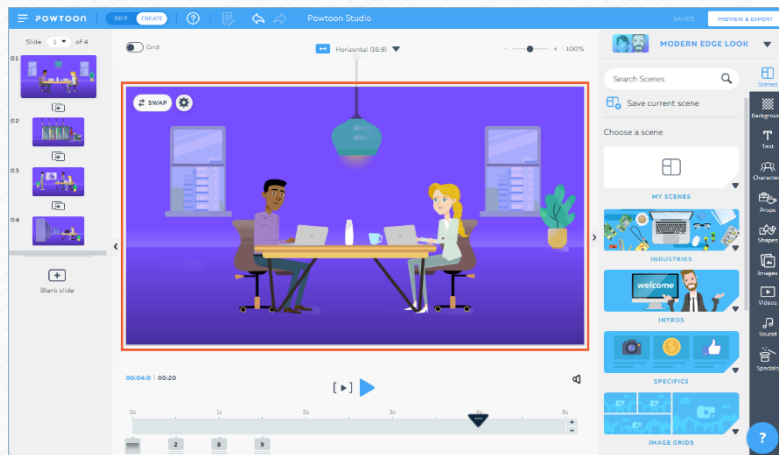 POWTOON
EDIT
CREATE
?
Powtoon Studio
SAVED
PREVIEW & EXPORT
Slide 1 of 4
Grid
Horizontal (16:9)
- + 100%
MODERN EDGE LOOK
01
02
03
04
Blank slide
SWAP
Search Scenes
Save current scene
Choose a scene
MY SCENES
INDUSTRIES
welcome
INTROS
SPECIFICS
IMAGE GRIDS
Scenes
Backgroun
Text
Character
Props
Shapes
Images
Videos
Sound
Specials
?
00:04:0 | 00:20
0s 1s 2s 3s 4s 5s
+
-
2 8 9